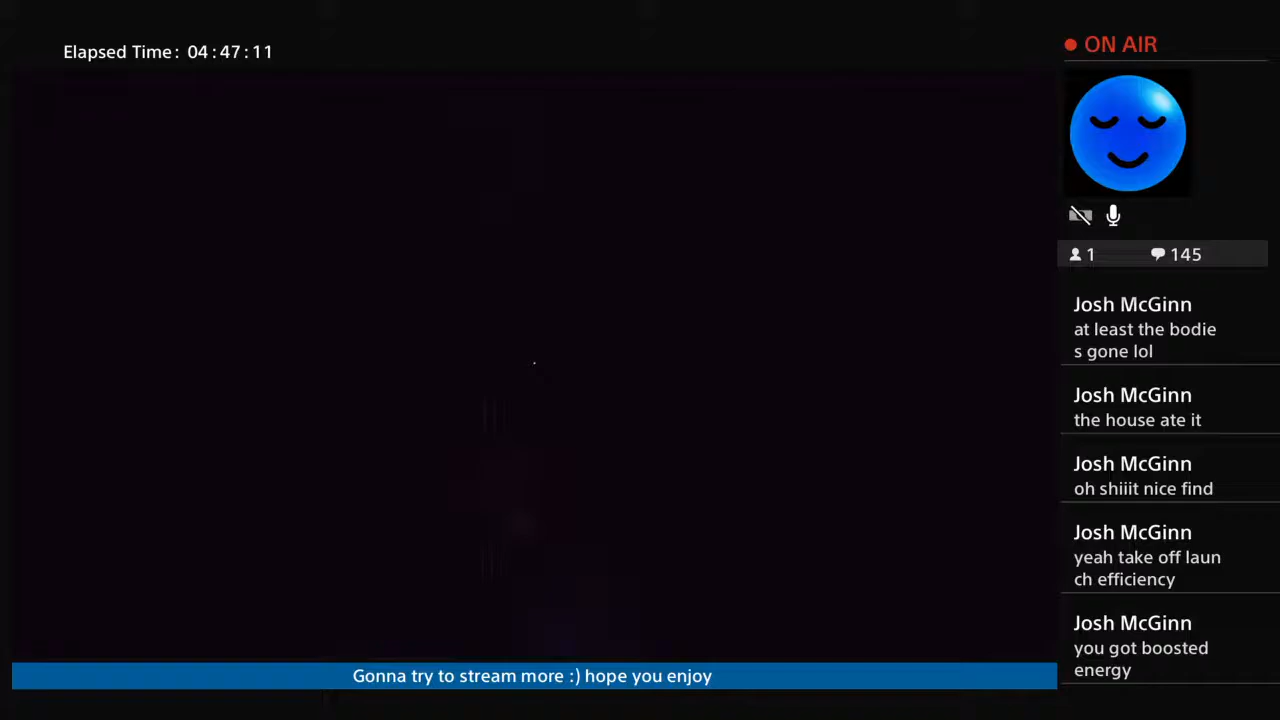 Elapsed Time: 04:47:11
ON AIR
1 145
Josh McGinn
at least the bodie
s gone lol
Josh McGinn
the house ate it
Josh McGinn
oh shiiit nice find
Josh McGinn
yeah take off laun
ch efficiency
Josh McGinn
you got boosted
energy
Gonna try to stream more :) hope you enjoy